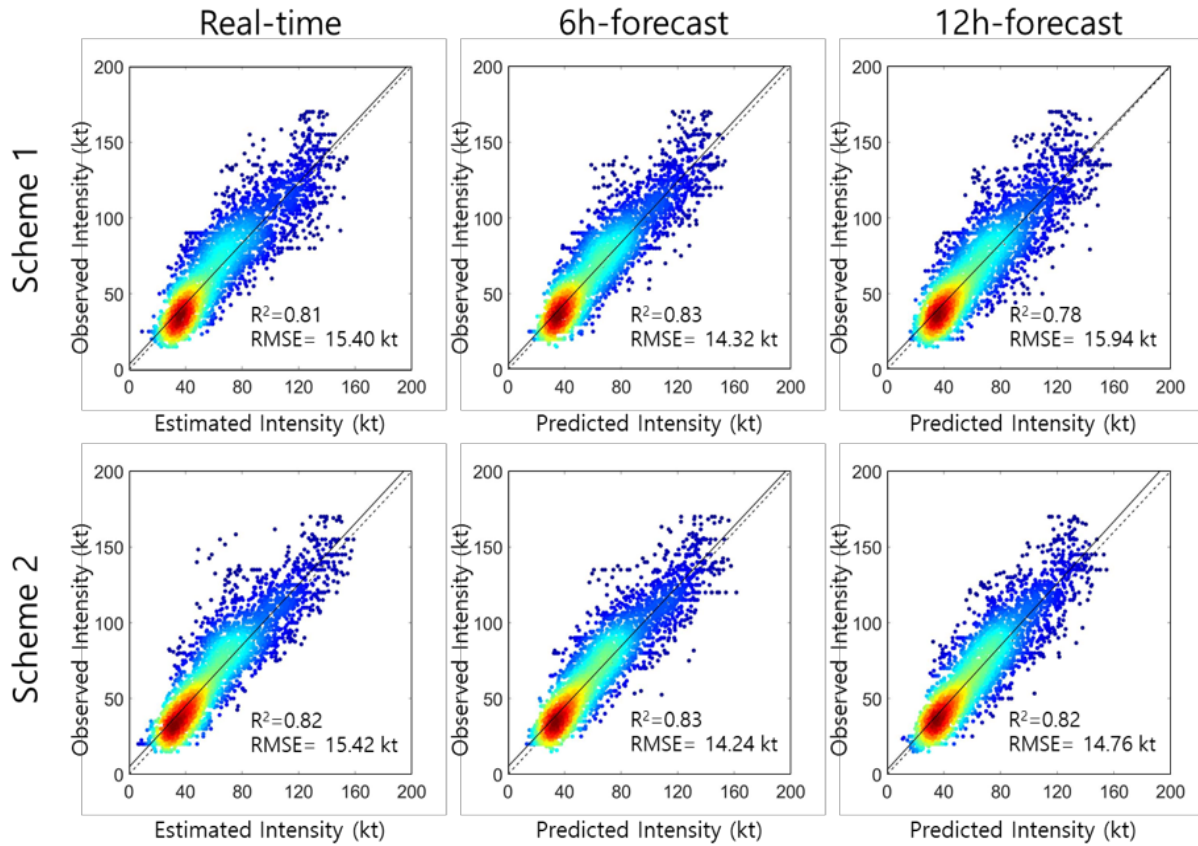 Real-time 6h-forecast 12h-forecast
Scheme 1
Observed Intensity (kt)
200
150
100
50
0
R²=0.81
RMSE= 15.40 kt
0 40 80 120 160 200
Estimated Intensity (kt)
Observed Intensity (kt)
200
150
100
50
0
R²=0.83
RMSE= 14.32 kt
0 40 80 120 160 200
Predicted Intensity (kt)
Observed Intensity (kt)
200
150
100
50
0
R²=0.78
RMSE= 15.94 kt
0 40 80 120 160 200
Predicted Intensity (kt)
Scheme 2
Observed Intensity (kt)
200
150
100
50
0
R²=0.82
RMSE= 15.42 kt
0 40 80 120 160 200
Estimated Intensity (kt)
Observed Intensity (kt)
200
150
100
50
0
R²=0.83
RMSE= 14.24 kt
0 40 80 120 160 200
Predicted Intensity (kt)
Observed Intensity (kt)
200
150
100
50
0
R²=0.82
RMSE= 14.76 kt
0 40 80 120 160 200
Predicted Intensity (kt)